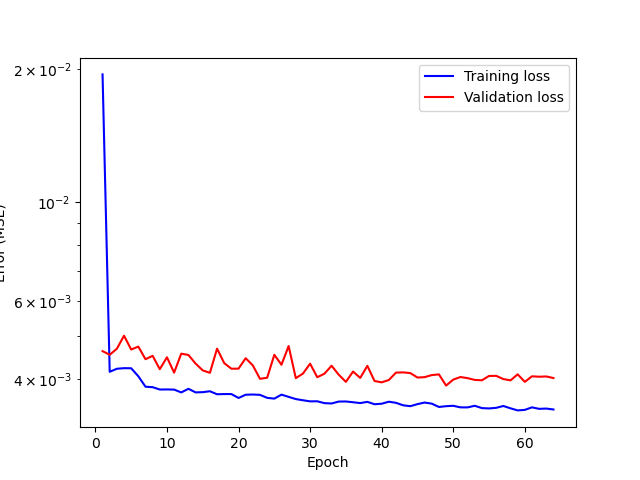 Training loss
Validation loss
2 × 10⁻²
10⁻²
6 × 10⁻³
4 × 10⁻³
(MSE)
0 10 20 30 40 50 60
Epoch